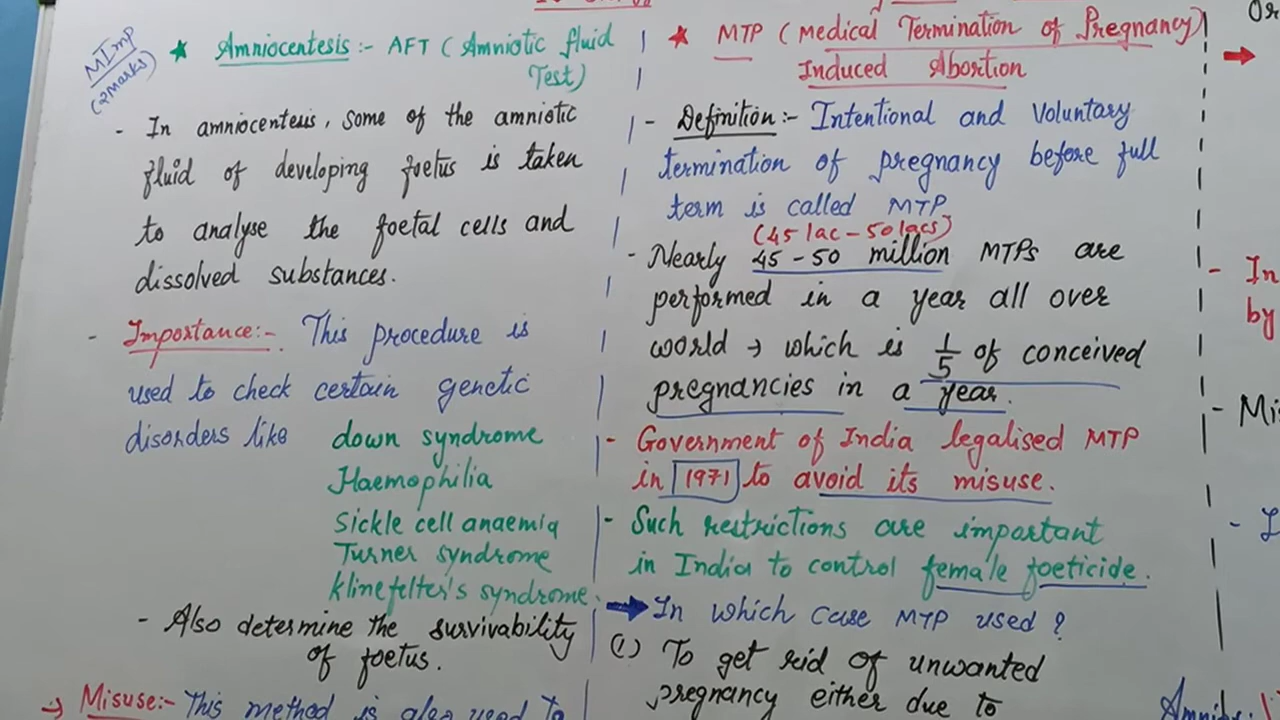 MImp
(2 marks)
★ Amniocentesis :- AFT ( Amniotic fluid
Test)
- In amniocentesis, some of the amniotic
fluid of developing foetus is taken
to analyse the foetal cells and
dissolved substances.
- Importance:- This procedure is
used to check certain genetic
disorders like down syndrome
Haemophilia
Sickle cell anaemia
Turner syndrome
Klinefelter's syndrome.
- Also determine the survivability
of foetus.
→ Misuse:- This method is also used to
★ MTP ( Medical Termination of Pregnancy)
Induced Abortion
- Definition :- Intentional and Voluntary
termination of pregnancy before full
term is called MTP
(45 lac - 50 lacs)
- Nearly 45 - 50 million MTPs are
performed in a year all over
world → which is 1/5 of conceived
pregnancies in a year.
- Government of India legalised MTP
in 1971 to avoid its misuse.
- Such restrictions are important
in India to control female foeticide.
➡ In which case MTP used ?
(1) To get rid of unwanted
pregnancy either due to
Or
➡
- In
by
- Mis